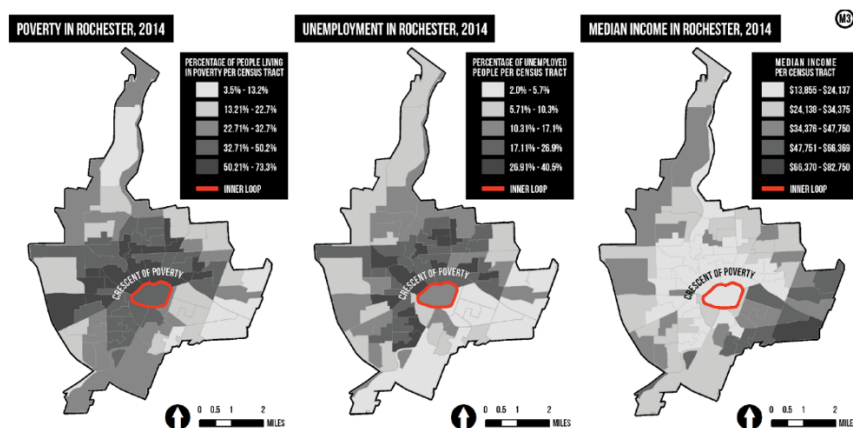 POVERTY IN ROCHESTER, 2014
PERCENTAGE OF PEOPLE LIVING
IN POVERTY PER CENSUS TRACT
3.5% - 13.2%
13.21% - 22.7%
22.71% - 32.7%
32.71% - 50.2%
50.21% - 73.3%
INNER LOOP
CRESCENT OF POVERTY
0 0.5 1 2
MILES
UNEMPLOYMENT IN ROCHESTER, 2014
PERCENTAGE OF UNEMPLOYED
PEOPLE PER CENSUS TRACT
2.0% - 5.7%
5.71% - 10.3%
10.31% - 17.1%
17.11% - 26.9%
26.91% - 40.5%
INNER LOOP
CRESCENT OF POVERTY
0 0.5 1 2
MILES
MEDIAN INCOME IN ROCHESTER, 2014
M3
MEDIAN INCOME
PER CENSUS TRACT
$13,855 - $24,137
$24,138 - $34,375
$34,376 - $47,750
$47,751 - $66,369
$66,370 - $82,750
INNER LOOP
CRESCENT OF POVERTY
0 0.5 1 2
MILES